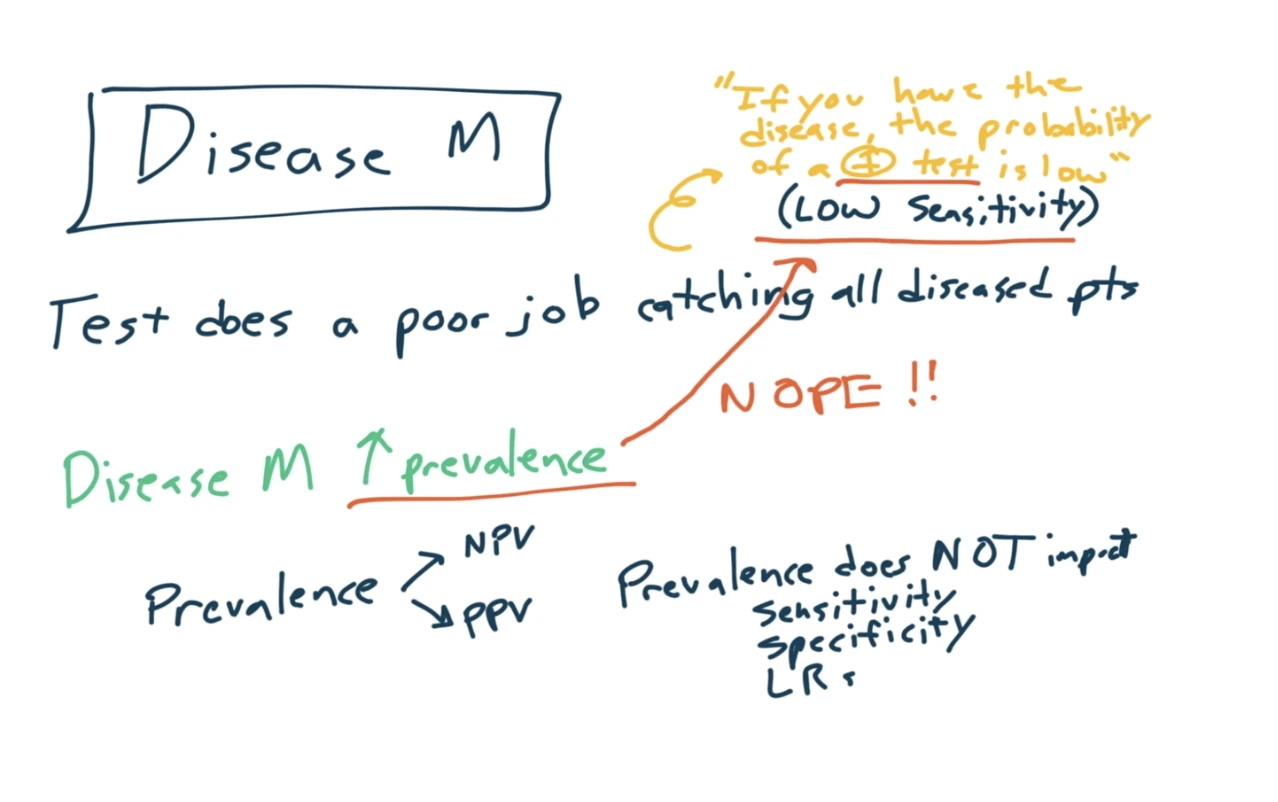 Disease M
"If you have the
disease, the probability
of a + test is low"
(Low Sensitivity)
Test does a poor job catching all diseased pts
NOPE!!
Disease M ↑ prevalence
Prevalence
NPV
PPV
Prevalence does NOT impact
sensitivity
specificity
LRs